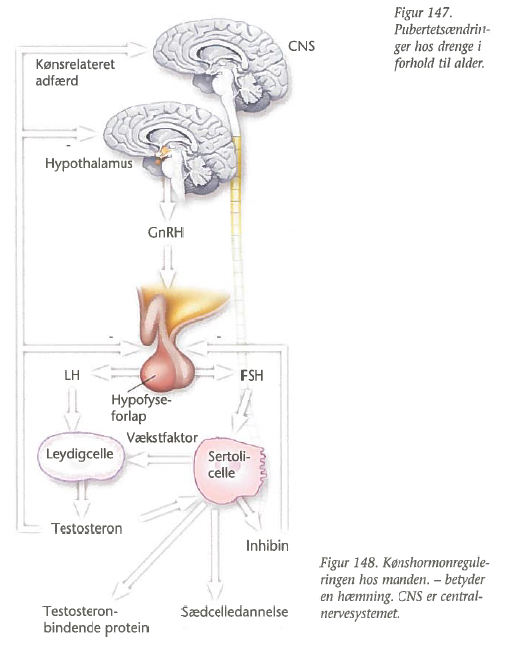 Figur 147.
Pubertetsændrin-
ger hos drenge i
forhold til alder.
CNS
Kønsrelateret
adfærd
-
Hypothalamus
GnRH
-
-
LH
FSH
Hypofyse-
forlap
Vækstfaktor
Leydigcelle
Sertoli-
celle
Testosteron
Inhibin
Figur 148. Kønshormonregule-
ringen hos manden. – betyder
en hæmning. CNS er central-
nervesystemet.
Testosteron-
bindende protein
Sædcelledannelse